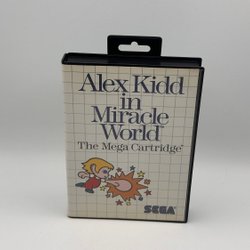 Alex Kidd
in
Miracle
World
The Mega Cartridge
SEGA